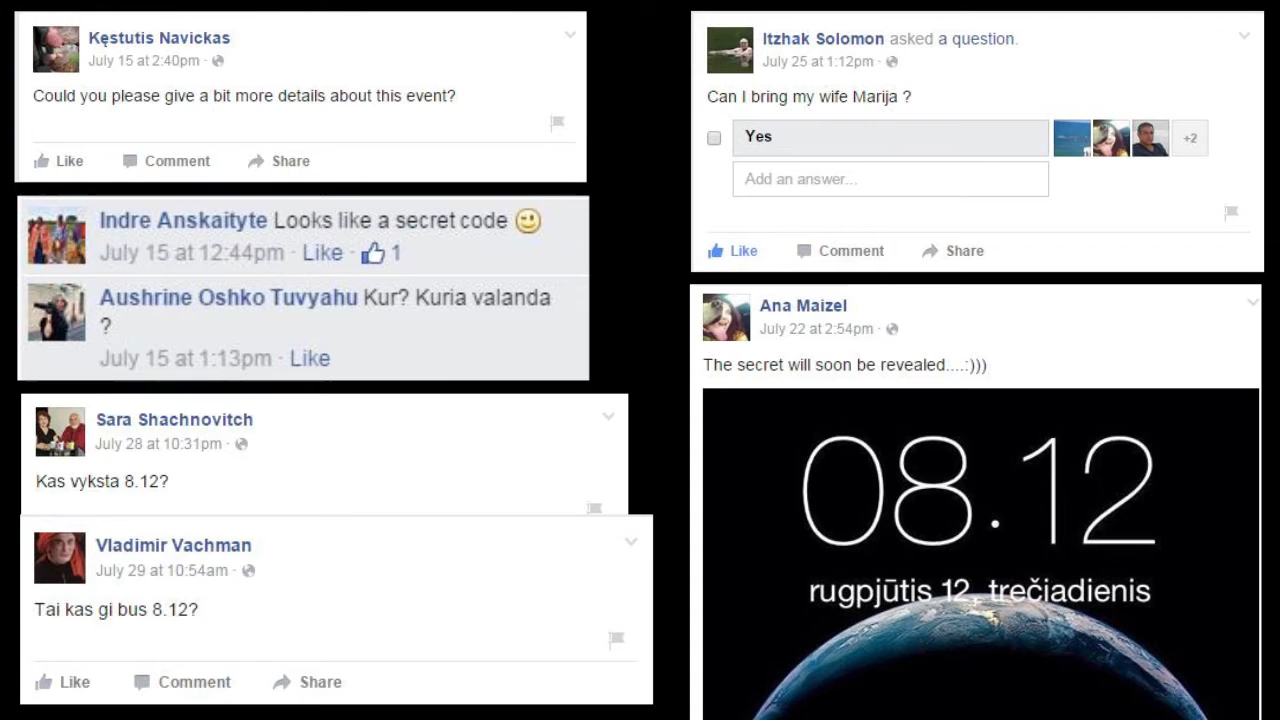 Kęstutis Navickas
July 15 at 2:40pm ·
Could you please give a bit more details about this event?
Like Comment Share
Indre Anskaityte Looks like a secret code
July 15 at 12:44pm · Like · 1
Aushrine Oshko Tuvyahu Kur? Kuria valanda
?
July 15 at 1:13pm · Like
Sara Shachnovitch
July 28 at 10:31pm ·
Kas vyksta 8.12?
Vladimir Vachman
July 29 at 10:54am ·
Tai kas gi bus 8.12?
Like Comment Share
Itzhak Solomon asked a question.
July 25 at 1:12pm ·
Can I bring my wife Marija ?
Yes +2
Add an answer...
Like Comment Share
Ana Maizel
July 22 at 2:54pm ·
The secret will soon be revealed....:)))
08.12
rugpjūtis 12, trečiadienis